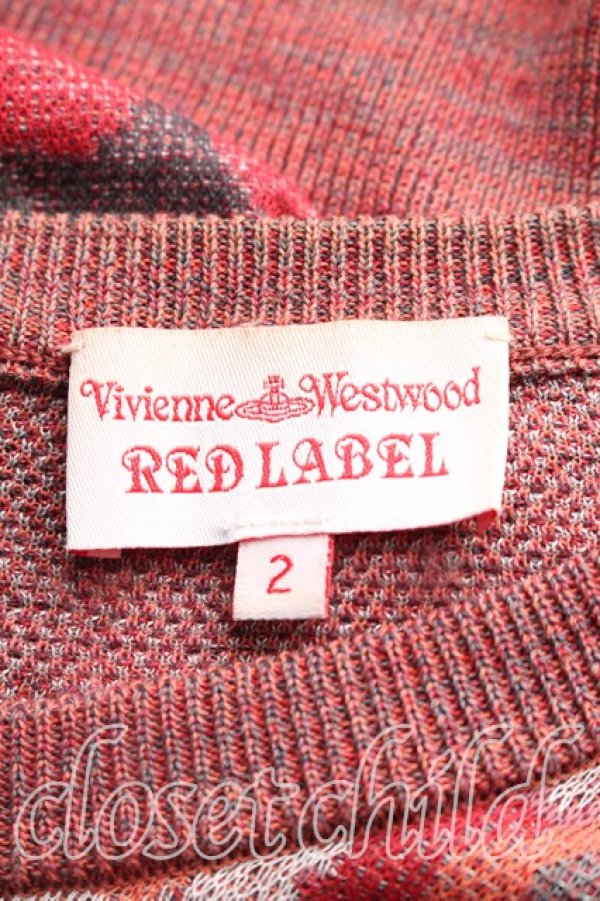 Vivienne Westwood
RED LABEL
2
closet child